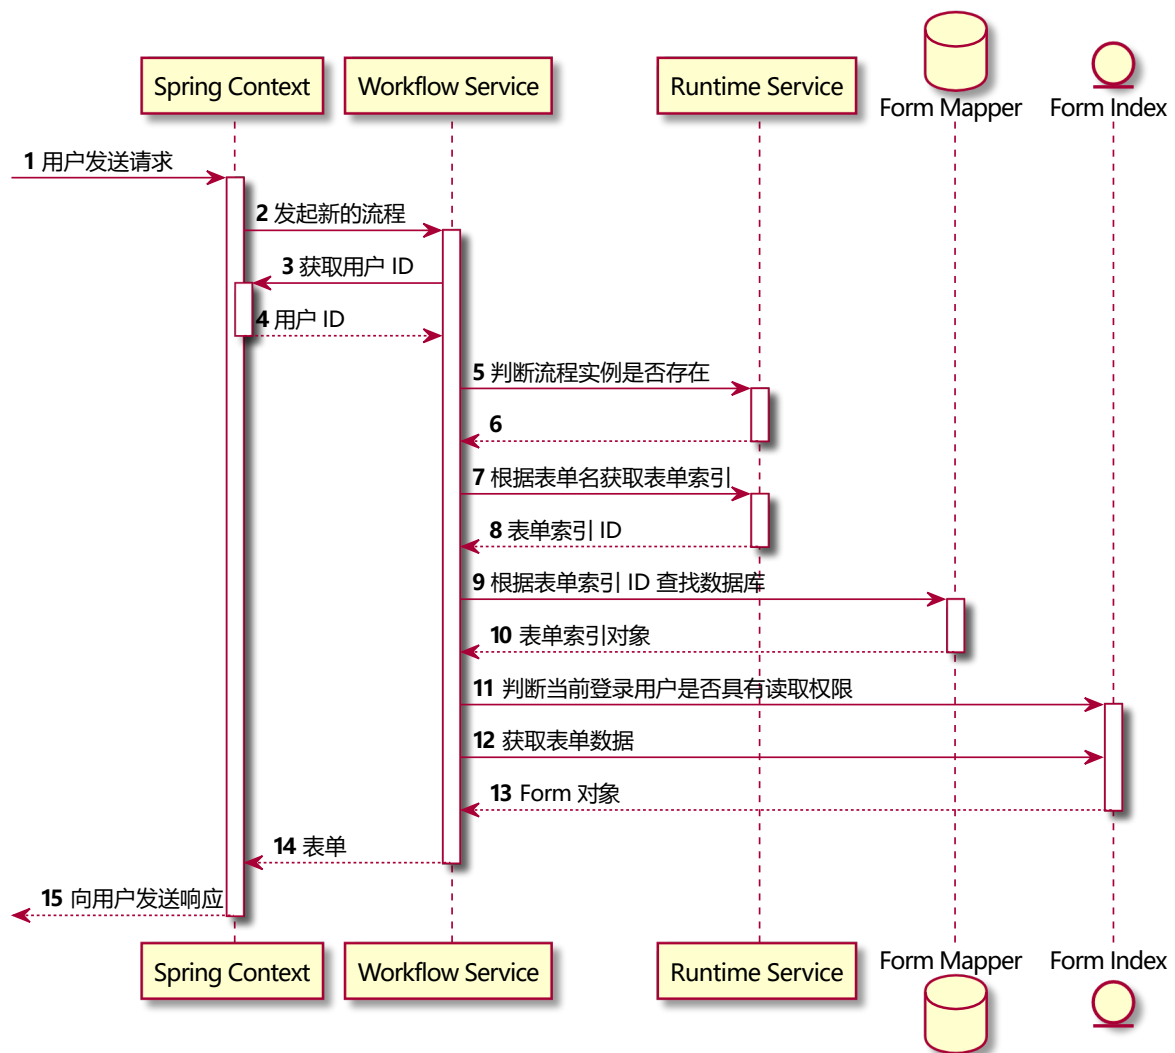 Spring Context
Workflow Service
Runtime Service
Form Mapper
Form Index
1 用户发送请求
2 发起新的流程
3 获取用户 ID
4 用户 ID
5 判断流程实例是否存在
6
7 根据表单名获取表单索引
8 表单索引 ID
9 根据表单索引 ID 查找数据库
10 表单索引对象
11 判断当前登录用户是否具有读取权限
12 获取表单数据
13 Form 对象
14 表单
15 向用户发送响应
Spring Context
Workflow Service
Runtime Service
Form Mapper
Form Index